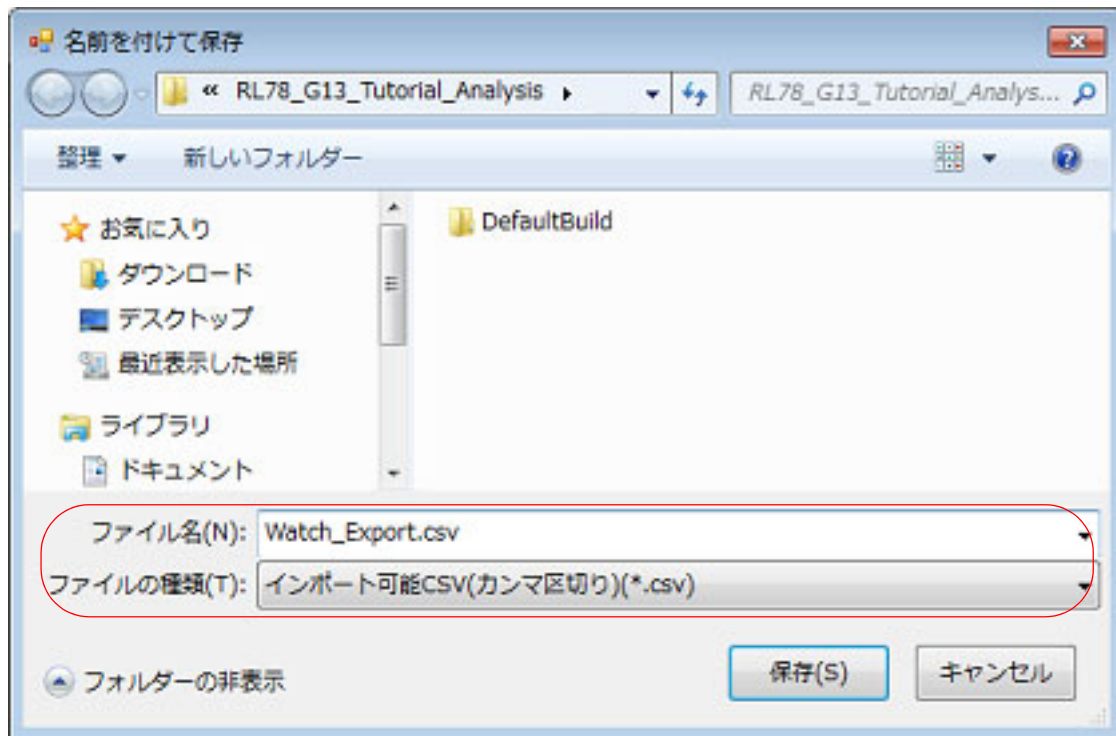 名前を付けて保存
« RL78_G13_Tutorial_Analysis
RL78_G13_Tutorial_Analys...
整理
新しいフォルダー
お気に入り
DefaultBuild
ダウンロード
デスクトップ
最近表示した場所
ライブラリ
ドキュメント
ファイル名(N): Watch_Export.csv
ファイルの種類(T): インポート可能CSV(カンマ区切り)(*.csv)
フォルダーの非表示
保存(S)
キャンセル